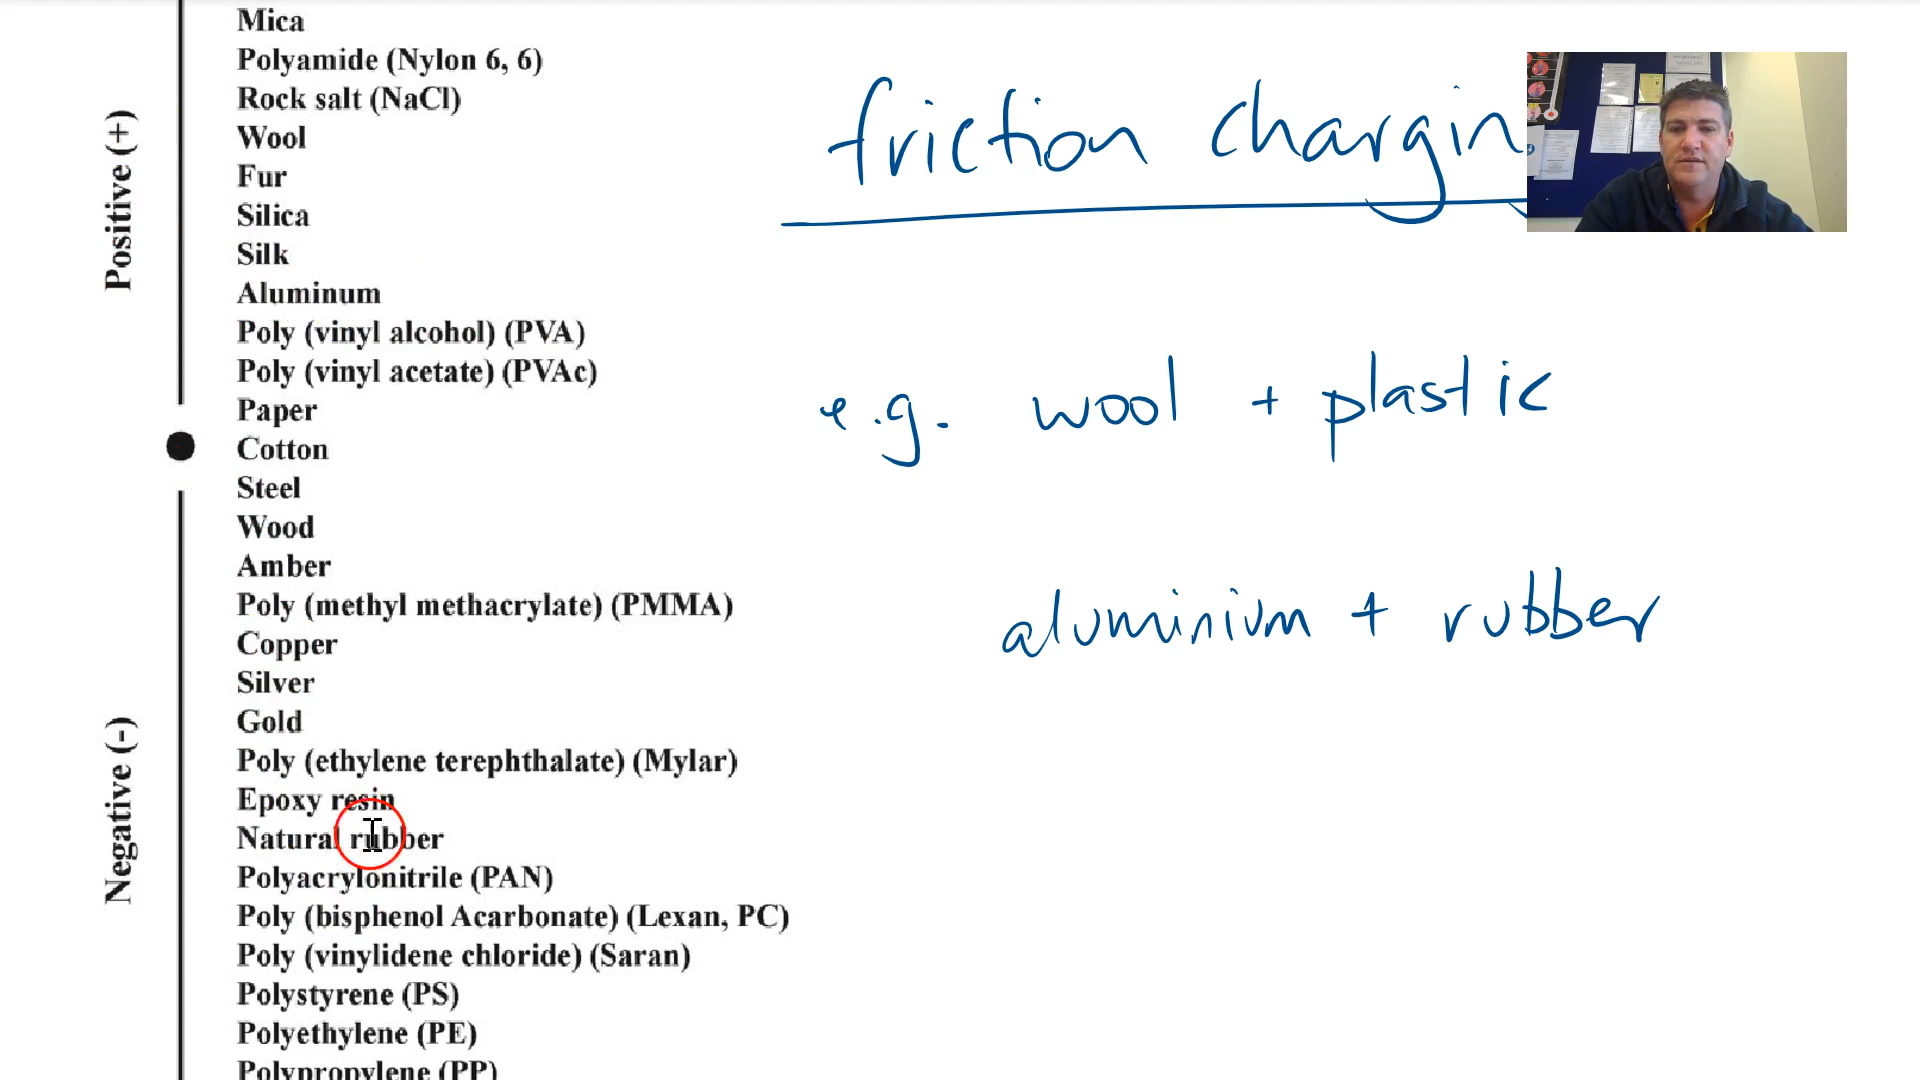 Mica
Polyamide (Nylon 6, 6)
Rock salt (NaCl)
Wool
Fur
Silica
Silk
Aluminum
Poly (vinyl alcohol) (PVA)
Poly (vinyl acetate) (PVAc)
Paper
Cotton
Steel
Wood
Amber
Poly (methyl methacrylate) (PMMA)
Copper
Silver
Gold
Poly (ethylene terephthalate) (Mylar)
Epoxy resin
Natural rubber
Polyacrylonitrile (PAN)
Poly (bisphenol Acarbonate) (Lexan, PC)
Poly (vinylidene chloride) (Saran)
Polystyrene (PS)
Polyethylene (PE)
Polypropylene (PP)
Positive (+)
Negative (-)
friction chargin
e.g. wool + plastic
aluminium + rubber